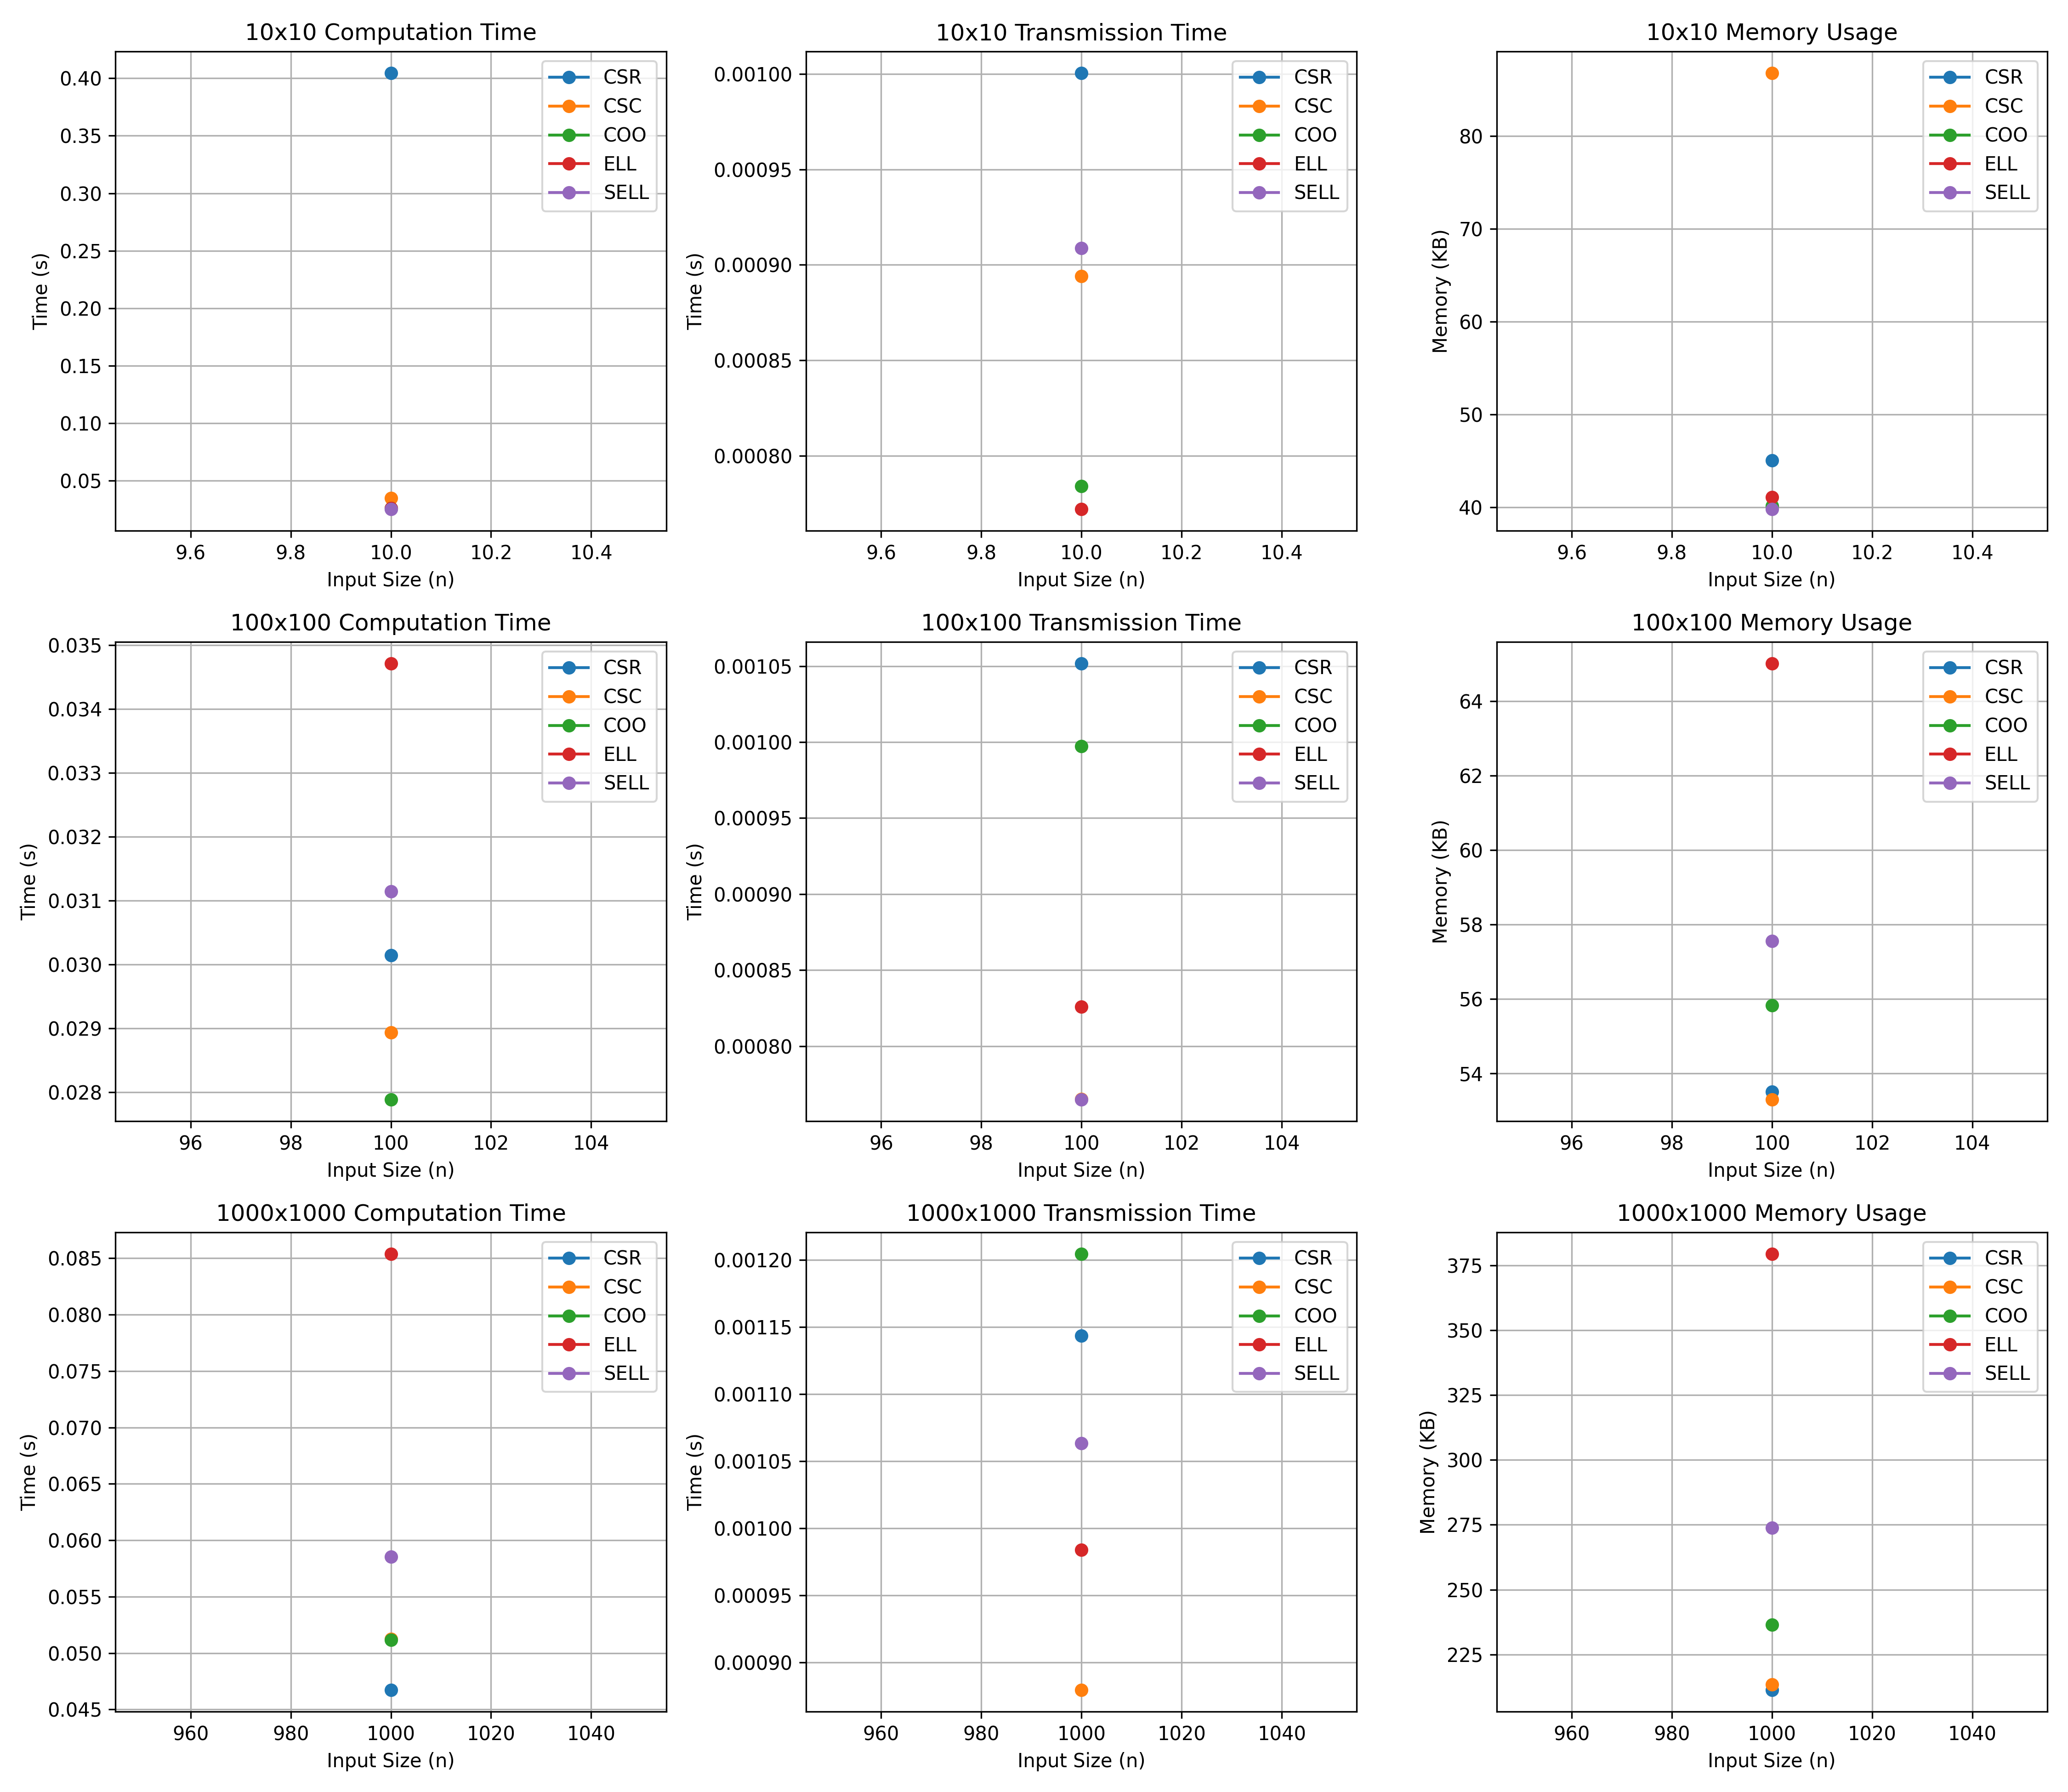 10x10 Computation Time
Time (s)
0.40
0.35
0.30
0.25
0.20
0.15
0.10
0.05
9.6 9.8 10.0 10.2 10.4
Input Size (n)
CSR
CSC
COO
ELL
SELL
10x10 Transmission Time
Time (s)
0.00100
0.00095
0.00090
0.00085
0.00080
9.6 9.8 10.0 10.2 10.4
Input Size (n)
CSR
CSC
COO
ELL
SELL
10x10 Memory Usage
Memory (KB)
80
70
60
50
40
9.6 9.8 10.0 10.2 10.4
Input Size (n)
CSR
CSC
COO
ELL
SELL
100x100 Computation Time
Time (s)
0.035
0.034
0.033
0.032
0.031
0.030
0.029
0.028
96 98 100 102 104
Input Size (n)
CSR
CSC
COO
ELL
SELL
100x100 Transmission Time
Time (s)
0.00105
0.00100
0.00095
0.00090
0.00085
0.00080
96 98 100 102 104
Input Size (n)
CSR
CSC
COO
ELL
SELL
100x100 Memory Usage
Memory (KB)
64
62
60
58
56
54
96 98 100 102 104
Input Size (n)
CSR
CSC
COO
ELL
SELL
1000x1000 Computation Time
Time (s)
0.085
0.080
0.075
0.070
0.065
0.060
0.055
0.050
0.045
960 980 1000 1020 1040
Input Size (n)
CSR
CSC
COO
ELL
SELL
1000x1000 Transmission Time
Time (s)
0.00120
0.00115
0.00110
0.00105
0.00100
0.00095
0.00090
960 980 1000 1020 1040
Input Size (n)
CSR
CSC
COO
ELL
SELL
1000x1000 Memory Usage
Memory (KB)
375
350
325
300
275
250
225
960 980 1000 1020 1040
Input Size (n)
CSR
CSC
COO
ELL
SELL